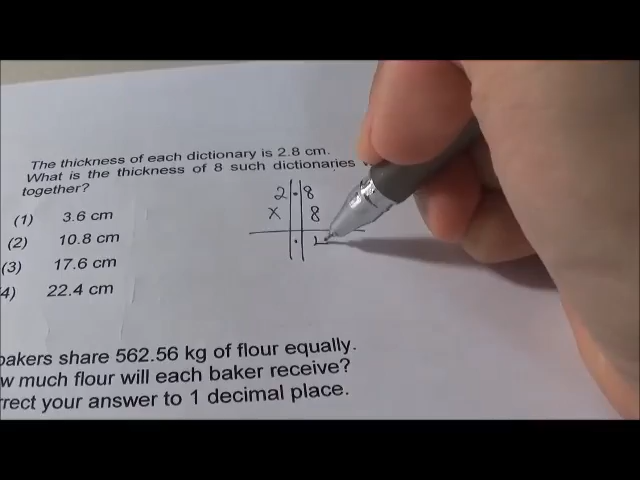 The thickness of each dictionary is 2.8 cm.
What is the thickness of 8 such dictionaries
together?
(1) 3.6 cm
(2) 10.8 cm
(3) 17.6 cm
4) 22.4 cm
2.8
x 8
.
bakers share 562.56 kg of flour equally.
w much flour will each baker receive?
rrect your answer to 1 decimal place.